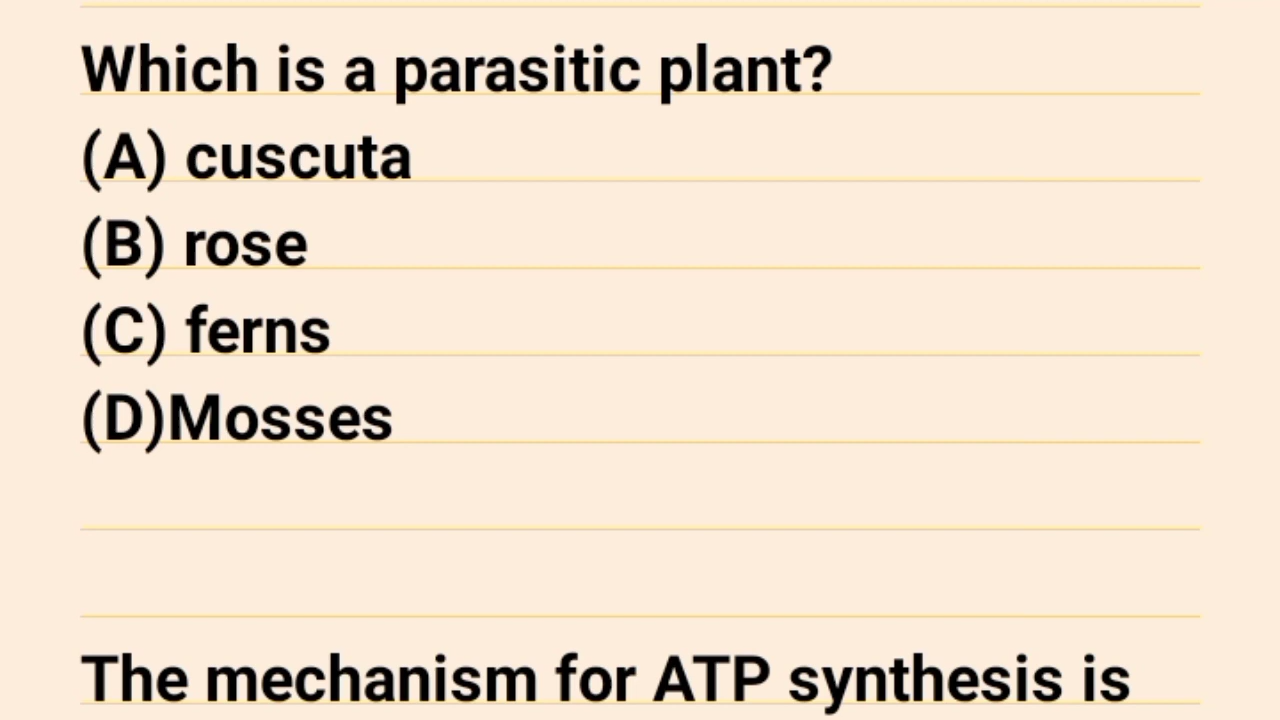 Which is a parasitic plant?
(A) cuscuta
(B) rose
(C) ferns
(D)Mosses
The mechanism for ATP synthesis is